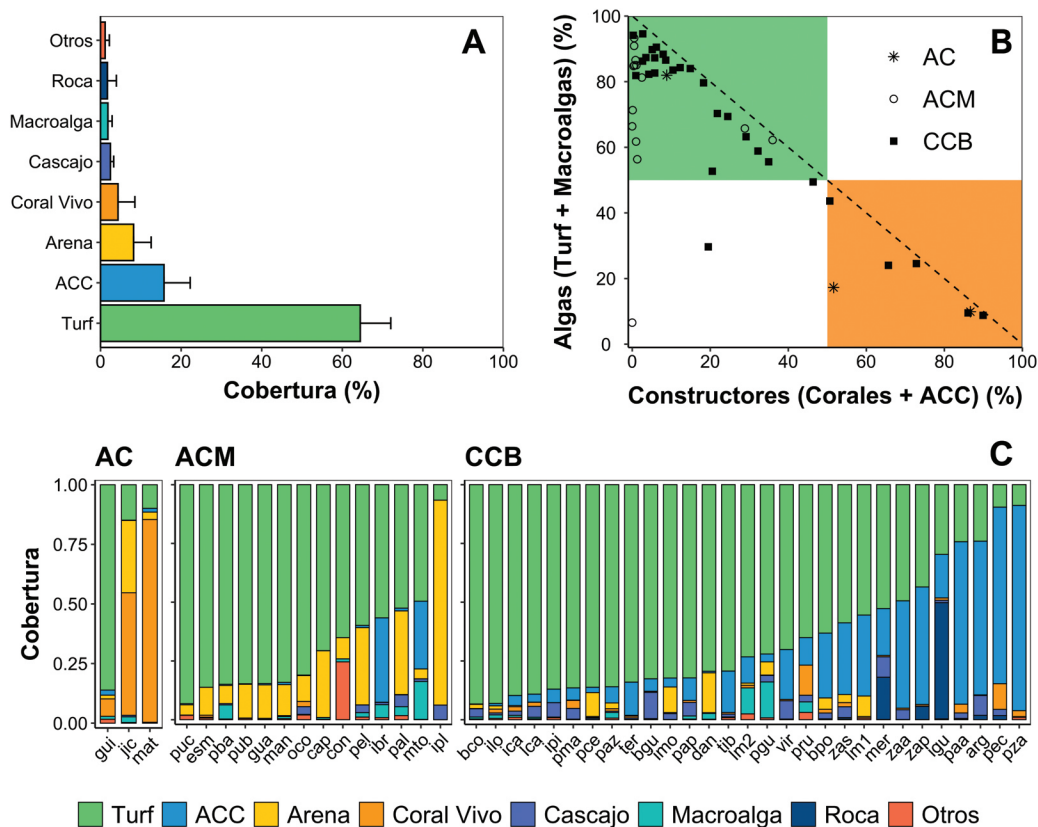 A
Otros
Roca
Macroalga
Cascajo
Coral Vivo
Arena
ACC
Turf
0 20 40 60 80 100
Cobertura (%)
B
Algas (Turf + Macroalgas) (%)
100
80
60
40
20
0
AC
ACM
CCB
0 20 40 60 80 100
Constructores (Corales + ACC) (%)
AC ACM CCB C
Cobertura
1.00
0.75
0.50
0.25
0.00
gui jic mat puc esm pba pub gua man oco cap con pel ibr pal mto ipl bco ilo ica lca ipi pma pce paz ter bgu lmo pap dan tlb lm2 pgu vir pru bpo zas lm1 mer zaa zap igu paa arg pec pza
Turf ACC Arena Coral Vivo Cascajo Macroalga Roca Otros